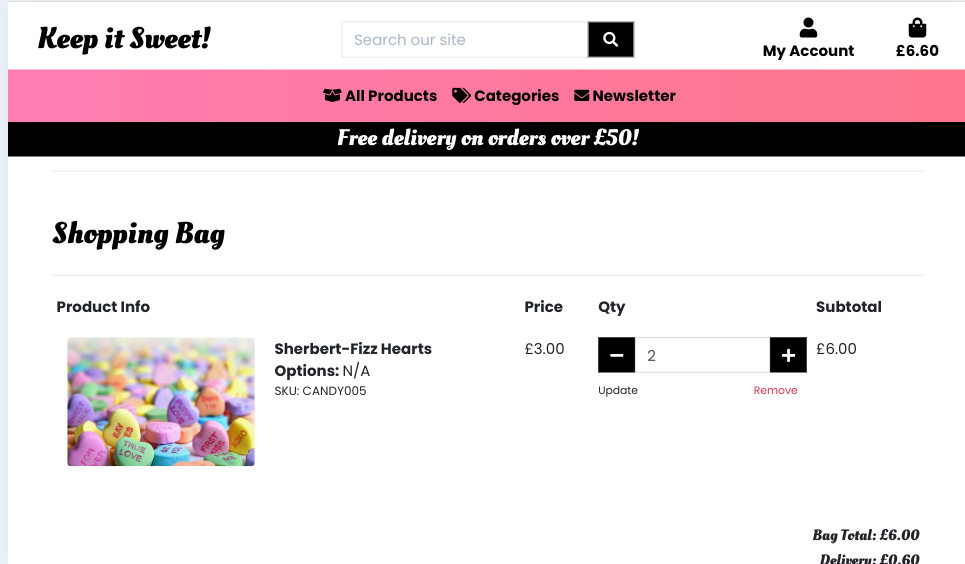 Keep it Sweet!
Search our site
My Account
£6.60
All Products Categories Newsletter
Free delivery on orders over £50!
Shopping Bag
Product Info Price Qty Subtotal
Sherbert-Fizz Hearts £3.00 2 £6.00
Options: N/A
SKU: CANDY005 Update Remove
TRUE
LOVE
Bag Total: £6.00
Delivery: £0.60